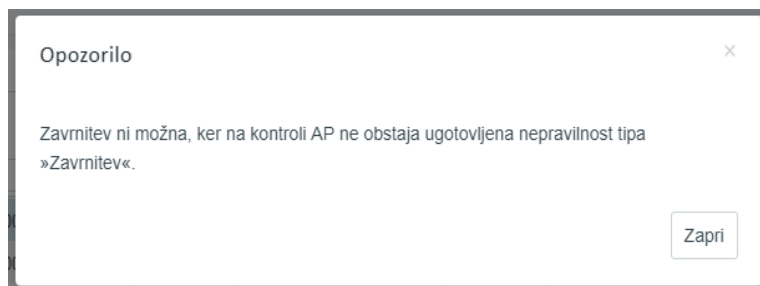 Opozorilo
×
Zavrnitev ni možna, ker na kontroli AP ne obstaja ugotovljena nepravilnost tipa
»Zavrnitev«.
Zapri